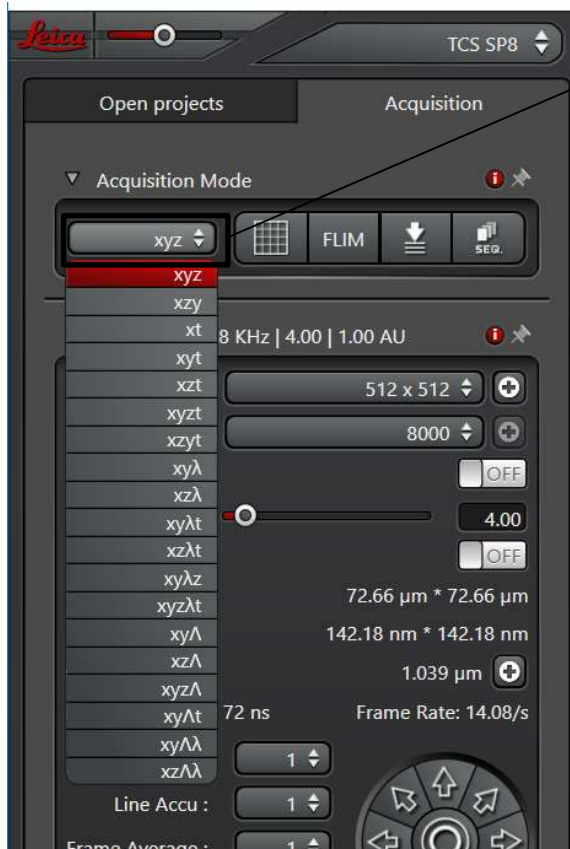 Leica
TCS SP8
Open projects Acquisition
Acquisition Mode
xyz FLIM SEQ.
xyz
xzy
xt 8 KHz | 4.00 | 1.00 AU
xyt
xzt 512 x 512
xyzt
xzyt 8000
xyλ
xzλ OFF
xyλt 4.00
xzλt OFF
xyλz
xyzλt 72.66 µm * 72.66 µm
xyΛ 142.18 nm * 142.18 nm
xzΛ 1.039 µm
xyzΛ
xyΛt 72 ns Frame Rate: 14.08/s
xyΛλ
xzΛλ 1
Line Accu : 1
Frame Average : 1